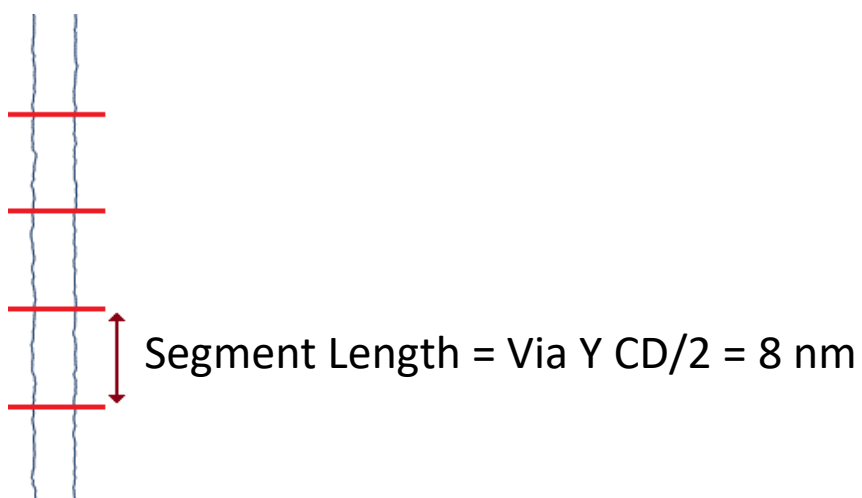 Segment Length = Via Y CD/2 = 8 nm